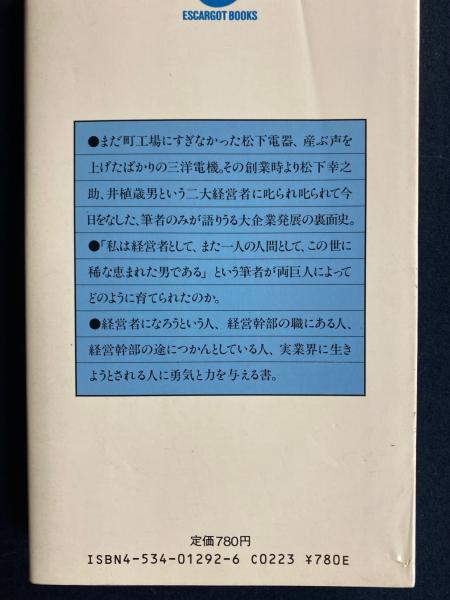 ESCARGOT BOOKS
●まだ町工場にすぎなかった松下電器、産ぶ声を
上げたばかりの三洋電機。その創業時より松下幸之
助、井植歳男という二大経営者に叱られ叱られて今
日をなした、筆者のみが語りうる大企業発展の裏面史。
●「私は経営者として、また一人の人間として、この世に
稀な恵まれた男である」という筆者が両巨人によって
どのように育てられたのか。
●経営者になろうという人、経営幹部の職にある人、
経営幹部の途につかんとしている人、実業界に生き
ようとされる人に勇気と力を与える書。
定価780円
ISBN4-534-01292-6 C0223 ¥780E